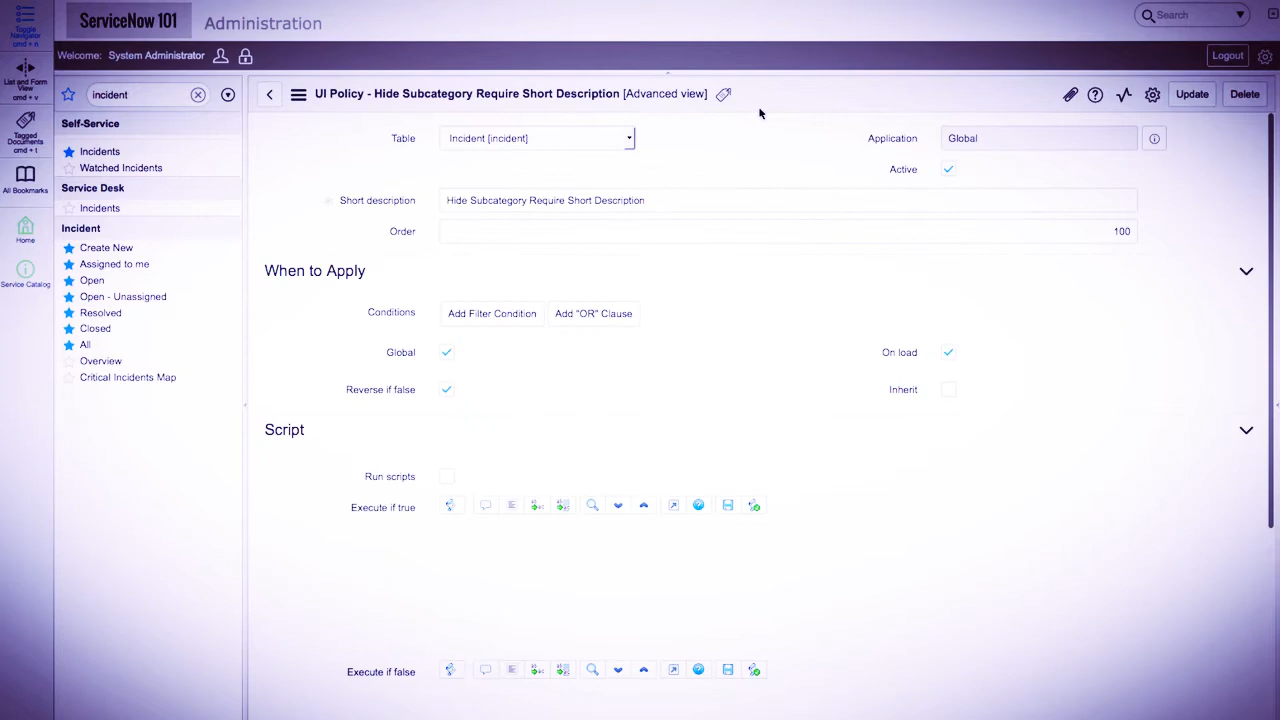 ServiceNow 101
Administration
Search
Toggle
Navigator
cmd + n
Welcome: System Administrator
Logout
List and Form
View
cmd + v
incident
UI Policy - Hide Subcategory Require Short Description [Advanced view]
Update
Delete
Tagged
Documents
cmd + t
All Bookmarks
Home
Service Catalog
Self-Service
Incidents
Watched Incidents
Service Desk
Incidents
Incident
Create New
Assigned to me
Open
Open - Unassigned
Resolved
Closed
All
Overview
Critical Incidents Map
Table
Incident [incident]
Application
Global
Active
Short description
Hide Subcategory Require Short Description
Order
100
When to Apply
Conditions
Add Filter Condition
Add "OR" Clause
Global
On load
Reverse if false
Inherit
Script
Run scripts
Execute if true
Execute if false